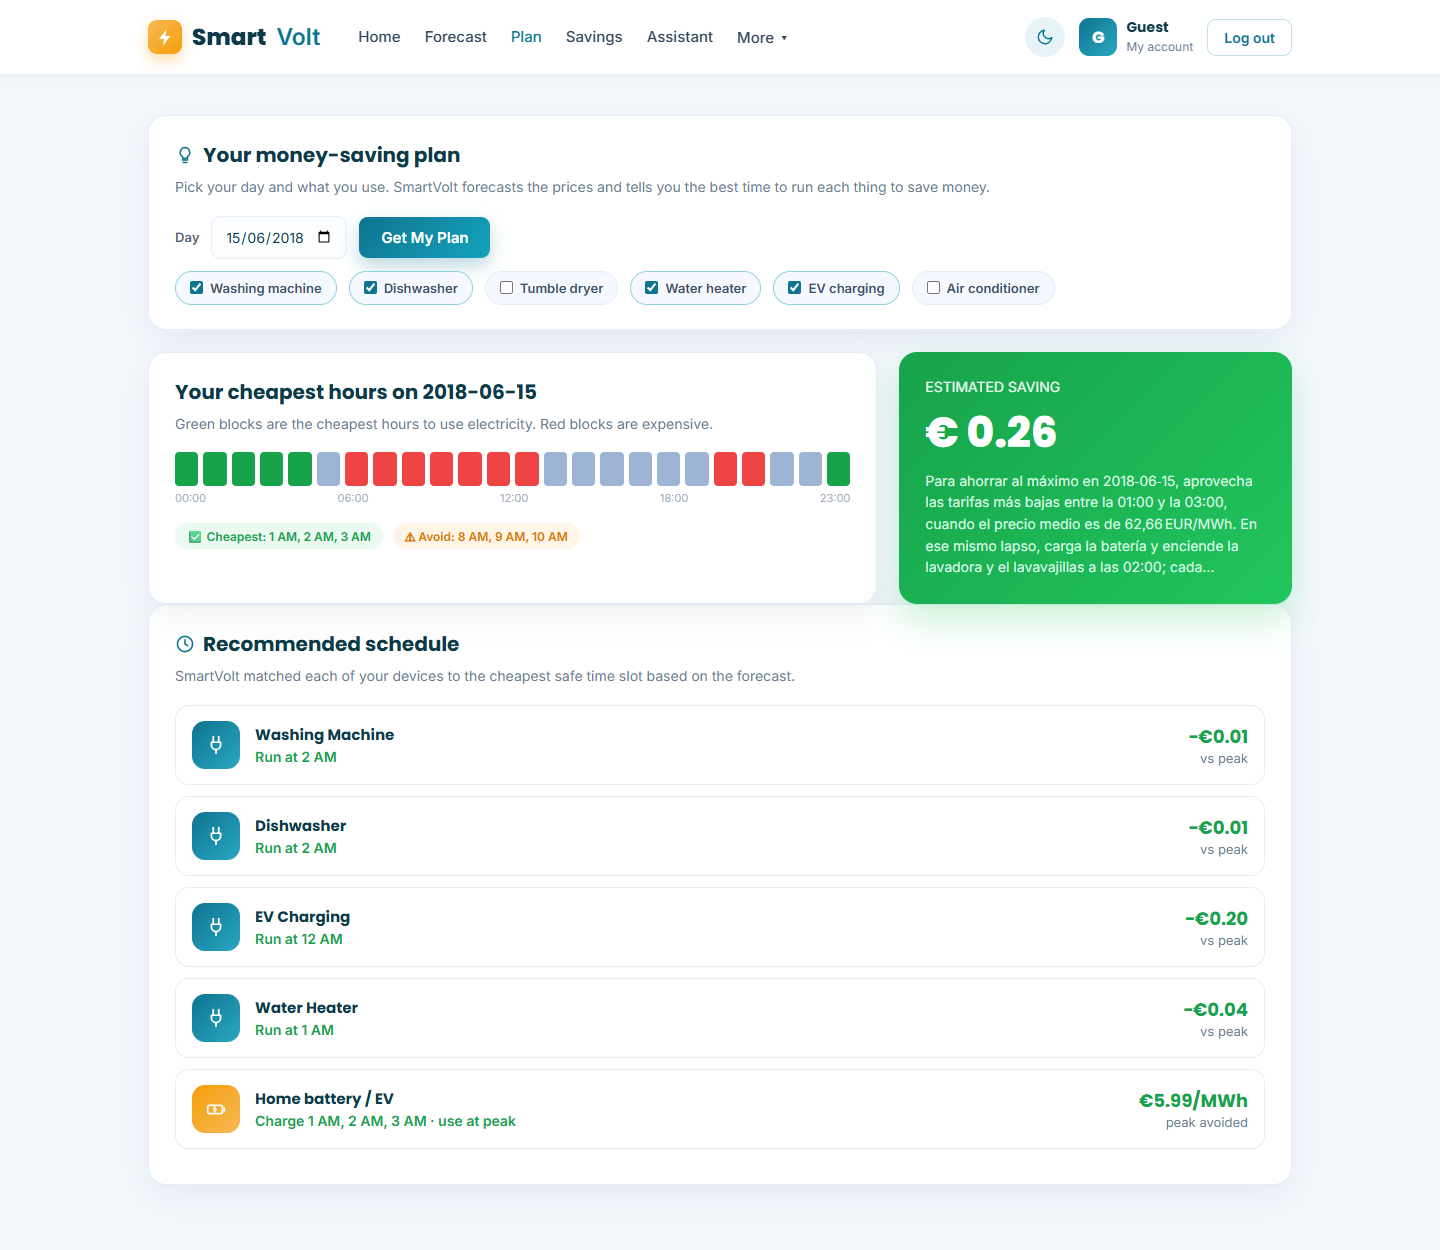 Smart Volt
Home
Forecast
Plan
Savings
Assistant
More ▾
G
Guest
My account
Log out
Your money-saving plan
Pick your day and what you use. SmartVolt forecasts the prices and tells you the best time to run each thing to save money.
Day
15/06/2018
Get My Plan
Washing machine
Dishwasher
Tumble dryer
Water heater
EV charging
Air conditioner
Your cheapest hours on 2018-06-15
Green blocks are the cheapest hours to use electricity. Red blocks are expensive.
00:00 06:00 12:00 18:00 23:00
✅ Cheapest: 1 AM, 2 AM, 3 AM
⚠ Avoid: 8 AM, 9 AM, 10 AM
ESTIMATED SAVING
€ 0.26
Para ahorrar al máximo en 2018-06-15, aprovecha
las tarifas más bajas entre la 01:00 y la 03:00,
cuando el precio medio es de 62,66 EUR/MWh. En
ese mismo lapso, carga la batería y enciende la
lavadora y el lavavajillas a las 02:00; cada...
Recommended schedule
SmartVolt matched each of your devices to the cheapest safe time slot based on the forecast.
Washing Machine
Run at 2 AM
-€0.01
vs peak
Dishwasher
Run at 2 AM
-€0.01
vs peak
EV Charging
Run at 12 AM
-€0.20
vs peak
Water Heater
Run at 1 AM
-€0.04
vs peak
Home battery / EV
Charge 1 AM, 2 AM, 3 AM · use at peak
€5.99/MWh
peak avoided